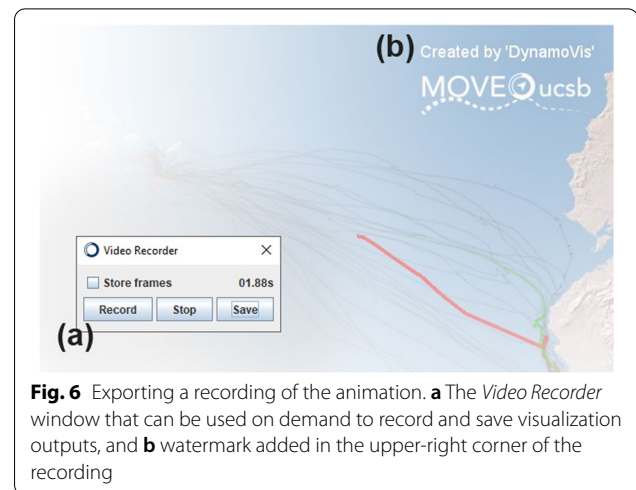 (b) Created by 'DynamoVis'
MOVE ucsb
Video Recorder
Store frames 01.88s
Record Stop Save
(a)
Fig. 6 Exporting a recording of the animation. a The Video Recorder
window that can be used on demand to record and save visualization
outputs, and b watermark added in the upper-right corner of the
recording